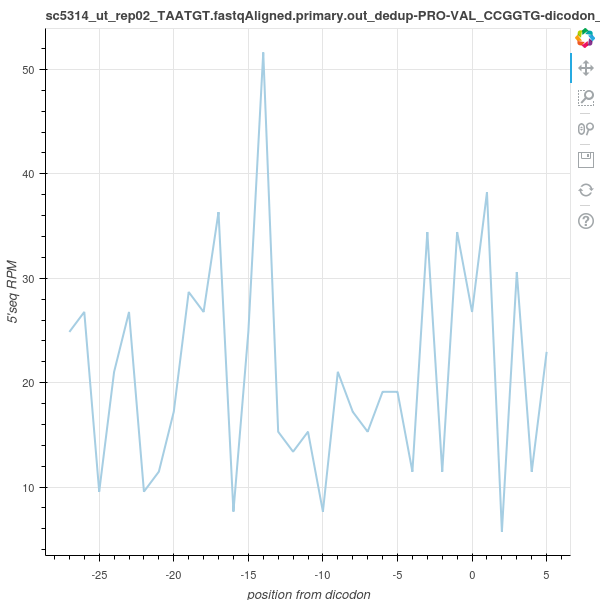 sc5314_ut_rep02_TAATGT.fastqAligned.primary.out_dedup-PRO-VAL_CCGGTG-dicodon_
50
40
30
20
10
5'seq RPM
-25 -20 -15 -10 -5 0 5
position from dicodon